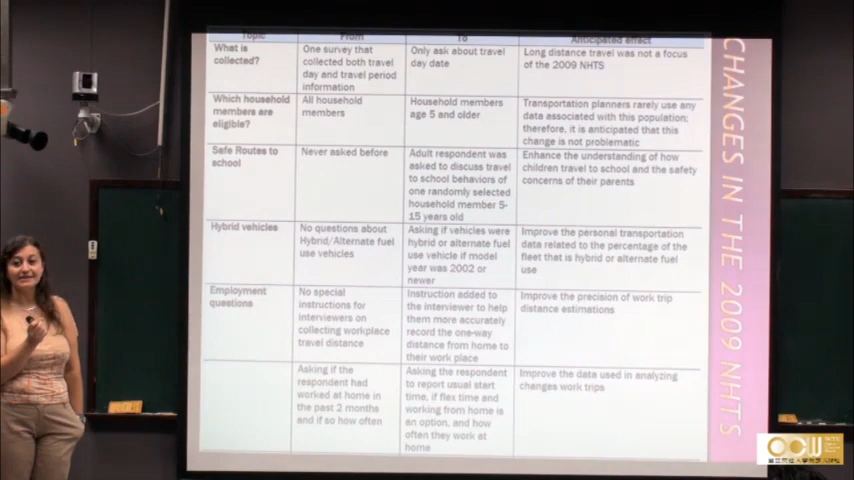 Topic
From
To
Anticipated effect
What is
collected?
One survey that
collected both travel
day and travel period
information
Only ask about travel
day date
Long distance travel was not a focus
of the 2009 NHTS
Which household
members are
eligible?
All household
members
Household members
age 5 and older
Transportation planners rarely use any
data associated with this population;
therefore, it is anticipated that this
change is not problematic
Safe Routes to
school
Never asked before
Adult respondent was
asked to discuss travel
to school behaviors of
one randomly selected
household member 5-
15 years old
Enhance the understanding of how
children travel to school and the safety
concerns of their parents
Hybrid vehicles
No questions about
Hybrid/Alternate fuel
use vehicles
Asking if vehicles were
hybrid or alternate fuel
use vehicle if model
year was 2002 or
newer
Improve the personal transportation
data related to the percentage of the
fleet that is hybrid or alternate fuel
use
Employment
questions
No special
instructions for
interviewers on
collecting workplace
travel distance
Instruction added to
the interviewer to help
them more accurately
record the one-way
distance from home to
their work place
Improve the precision of work trip
distance estimations
Asking if the
respondent had
worked at home in
the past 2 months
and if so how often
Asking the respondent
to report usual start
time, if flex time and
working from home is
an option, and how
often they work at
home
Improve the data used in analyzing
changes work trips
CHANGES IN THE 2009 NHTS
OCW